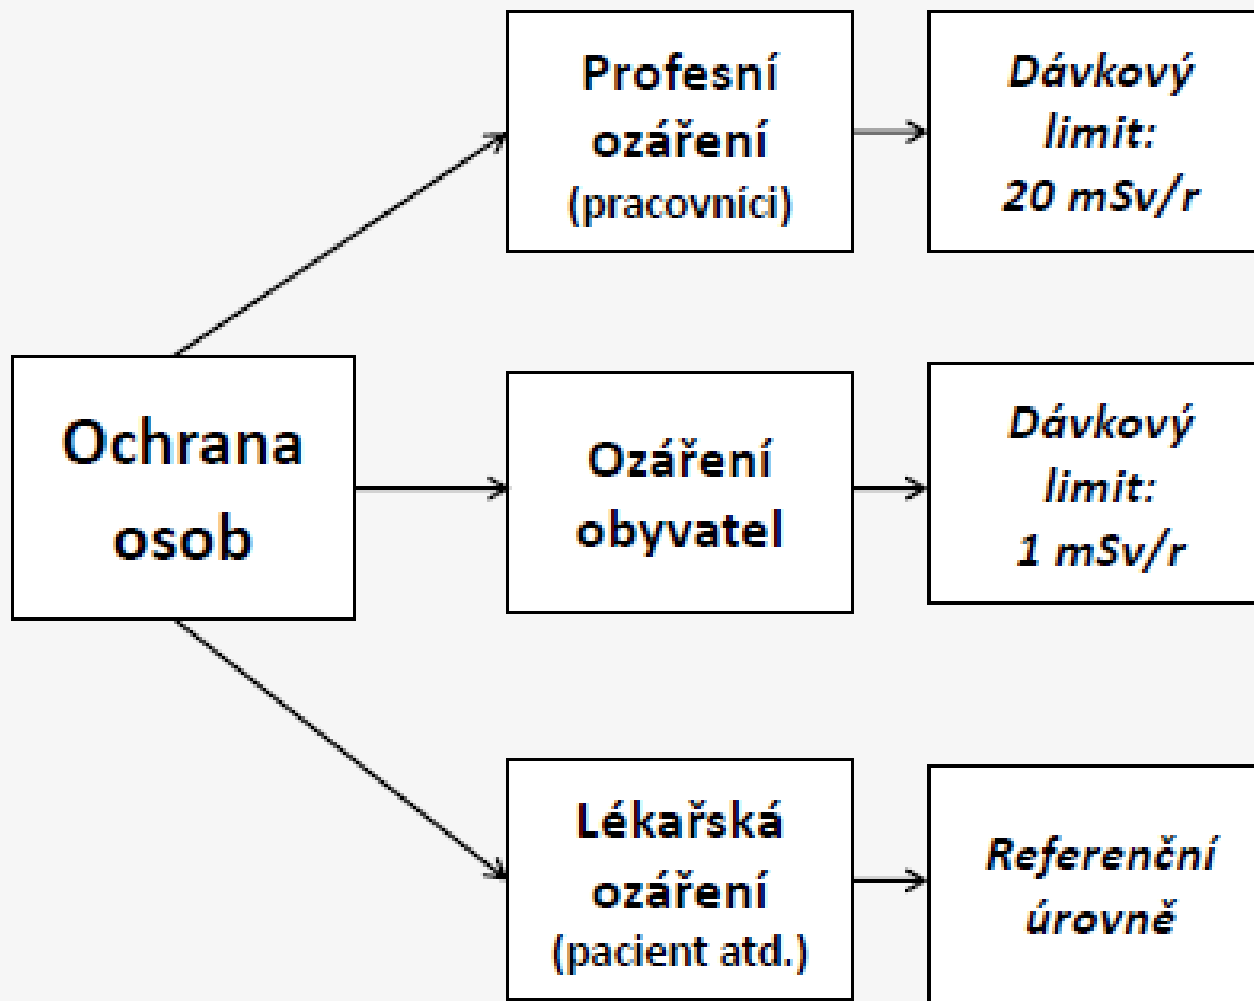 Profesní
ozáření
(pracovníci)
Dávkový
limit:
20 mSv/r
Ochrana
osob
Ozáření
obyvatel
Dávkový
limit:
1 mSv/r
Lékařská
ozáření
(pacient atd.)
Referenční
úrovně